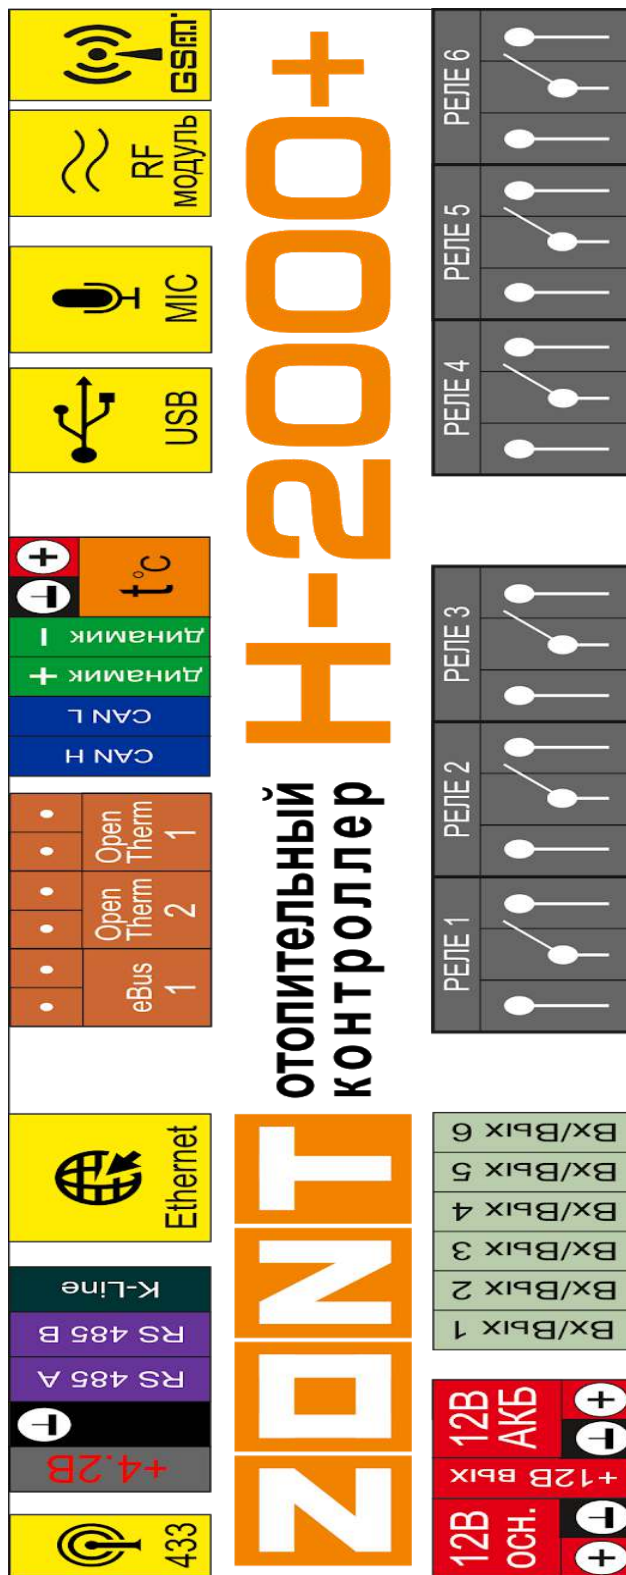 GSM
RF
МОДУЛЬ
MIC
USB
+
t°C
динамик -
динамик +
CAN L
CAN H
Open
Therm
1
Open
Therm
2
eBus
1
Ethernet
K-Line
RS 485 B
RS 485 A
+4.2В
433
ZONT
ОТОПИТЕЛЬНЫЙ
КОНТРОЛЛЕР
H-2000+
РЕЛЕ 6
РЕЛЕ 5
РЕЛЕ 4
РЕЛЕ 3
РЕЛЕ 2
РЕЛЕ 1
Вх/Вых 6
Вх/Вых 5
Вх/Вых 4
Вх/Вых 3
Вх/Вых 2
Вх/Вых 1
12В
АКБ
+
+12В вых
12В
осн.
+